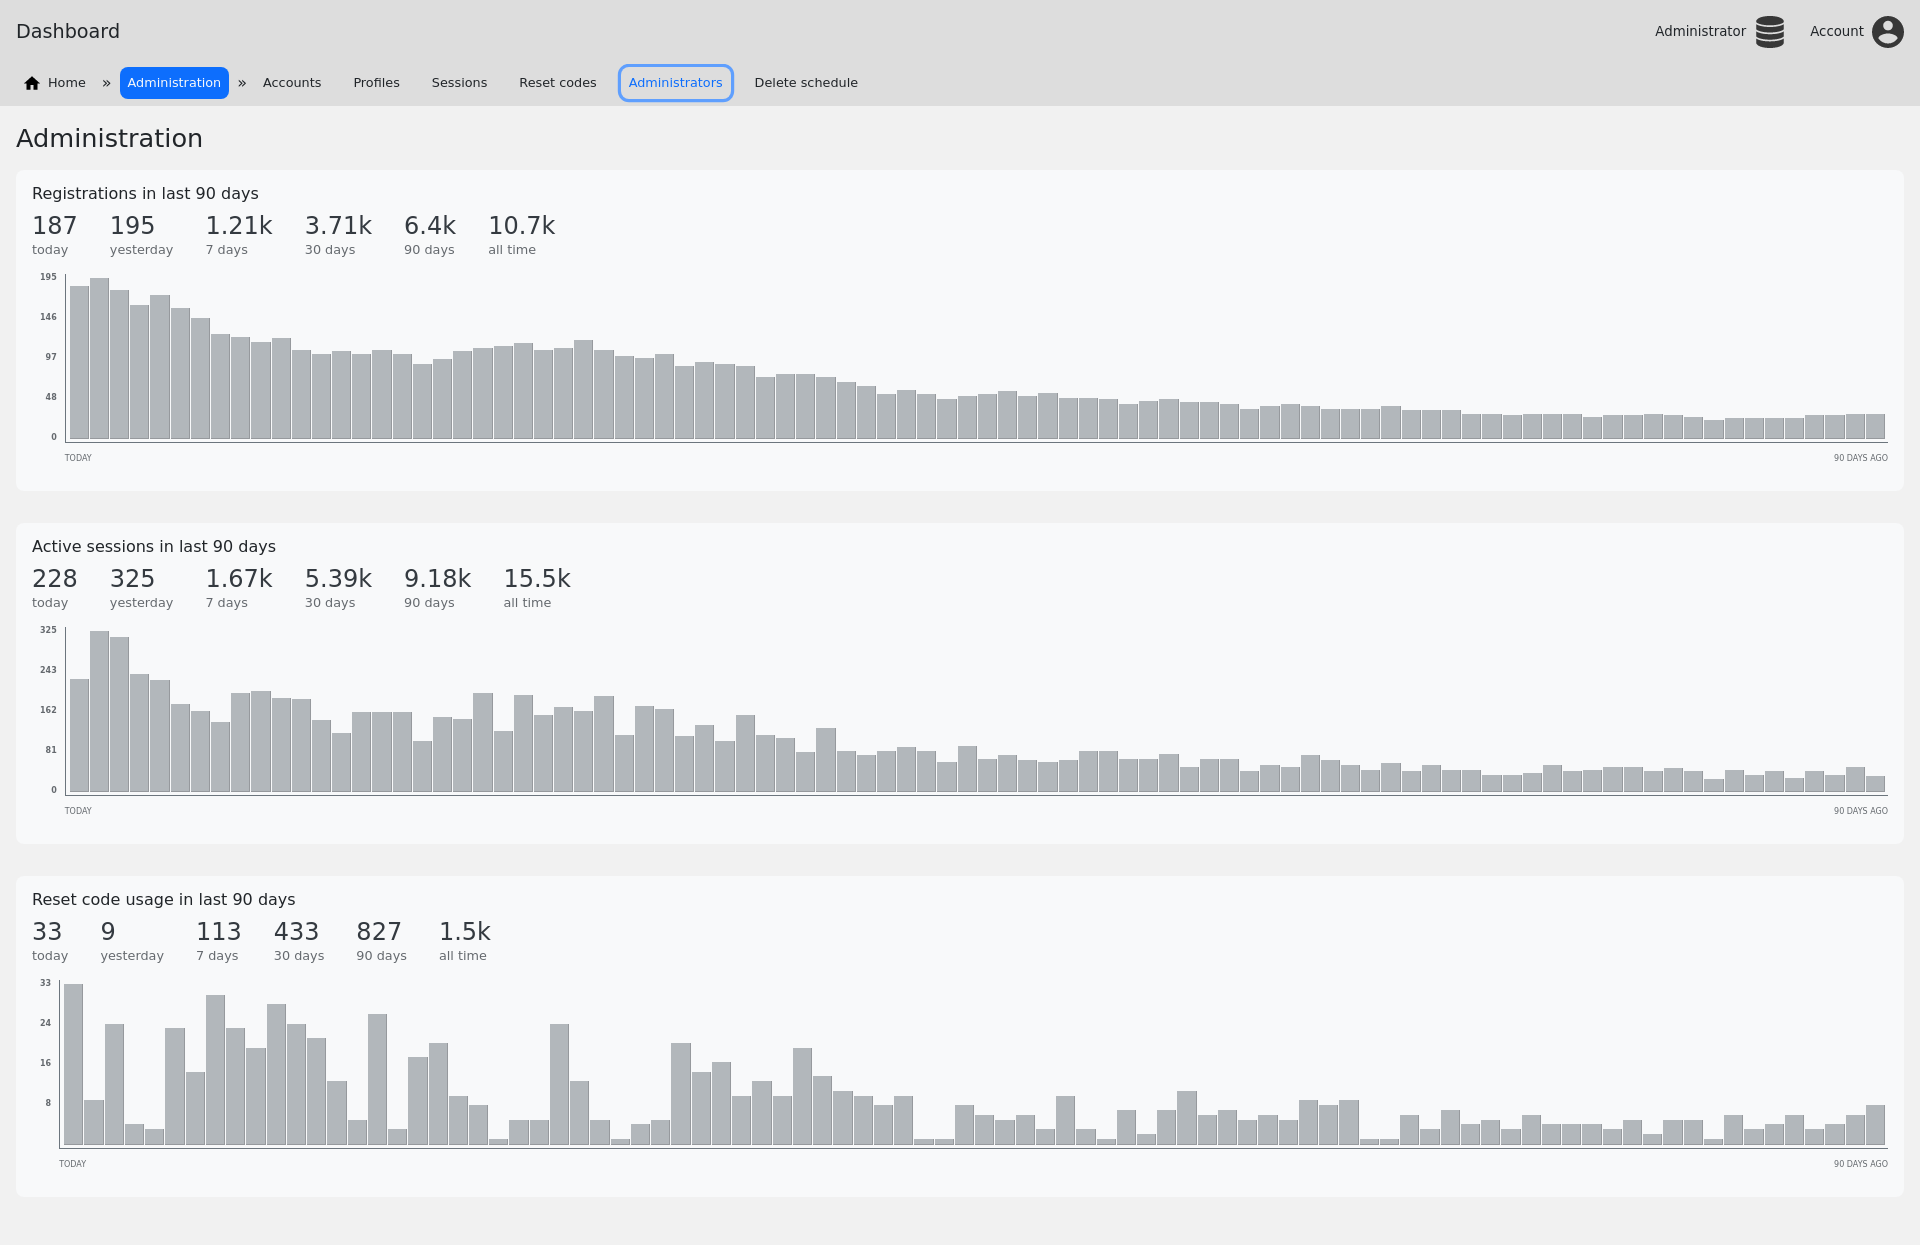 Dashboard
Administrator
Account
Home » Administration » Accounts Profiles Sessions Reset codes Administrators Delete schedule
Administration
Registrations in last 90 days
187 195 1.21k 3.71k 6.4k 10.7k
today yesterday 7 days 30 days 90 days all time
195
146
97
48
0
TODAY 90 DAYS AGO
Active sessions in last 90 days
228 325 1.67k 5.39k 9.18k 15.5k
today yesterday 7 days 30 days 90 days all time
325
243
162
81
0
TODAY 90 DAYS AGO
Reset code usage in last 90 days
33 9 113 433 827 1.5k
today yesterday 7 days 30 days 90 days all time
33
24
16
8
TODAY 90 DAYS AGO